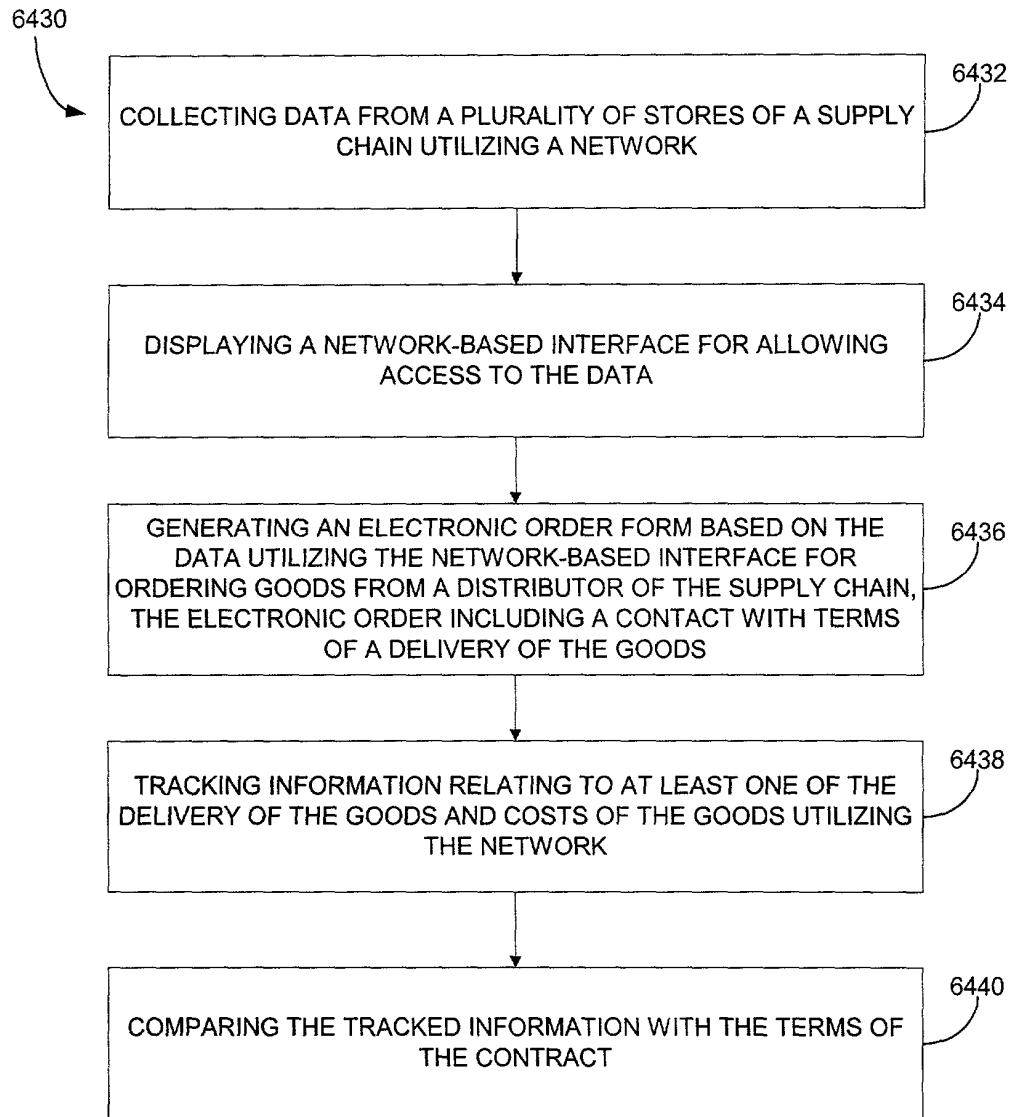 6430
6432
COLLECTING DATA FROM A PLURALITY OF STORES OF A SUPPLY
CHAIN UTILIZING A NETWORK
6434
DISPLAYING A NETWORK-BASED INTERFACE FOR ALLOWING
ACCESS TO THE DATA
6436
GENERATING AN ELECTRONIC ORDER FORM BASED ON THE
DATA UTILIZING THE NETWORK-BASED INTERFACE FOR
ORDERING GOODS FROM A DISTRIBUTOR OF THE SUPPLY CHAIN,
THE ELECTRONIC ORDER INCLUDING A CONTACT WITH TERMS
OF A DELIVERY OF THE GOODS
6438
TRACKING INFORMATION RELATING TO AT LEAST ONE OF THE
DELIVERY OF THE GOODS AND COSTS OF THE GOODS UTILIZING
THE NETWORK
6440
COMPARING THE TRACKED INFORMATION WITH THE TERMS OF
THE CONTRACT